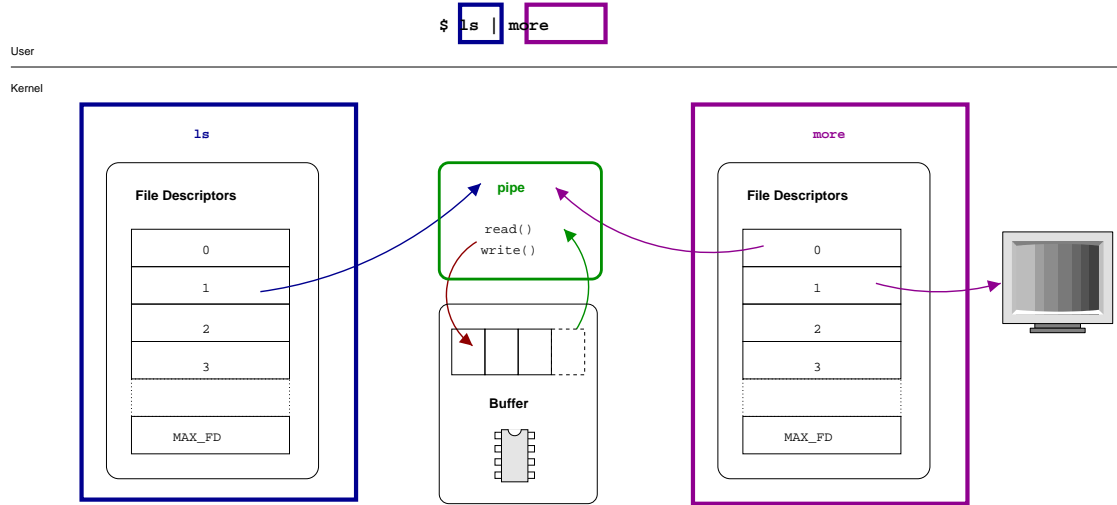 $ ls | more
User
Kernel
ls
File Descriptors
0
1
2
3
MAX_FD
pipe
read()
write()
Buffer
more
File Descriptors
0
1
2
3
MAX_FD